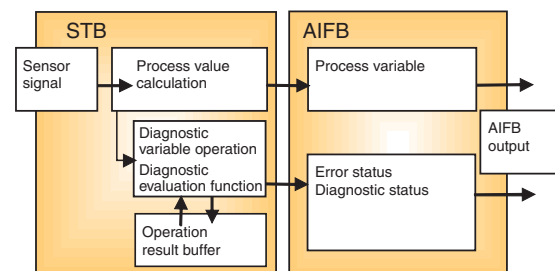 STB
AIFB
Sensor
signal
Process value
calculation
Process variable
Diagnostic
variable operation
Diagnostic
evaluation function
Error status
Diagnostic status
AIFB
output
Operation
result buffer